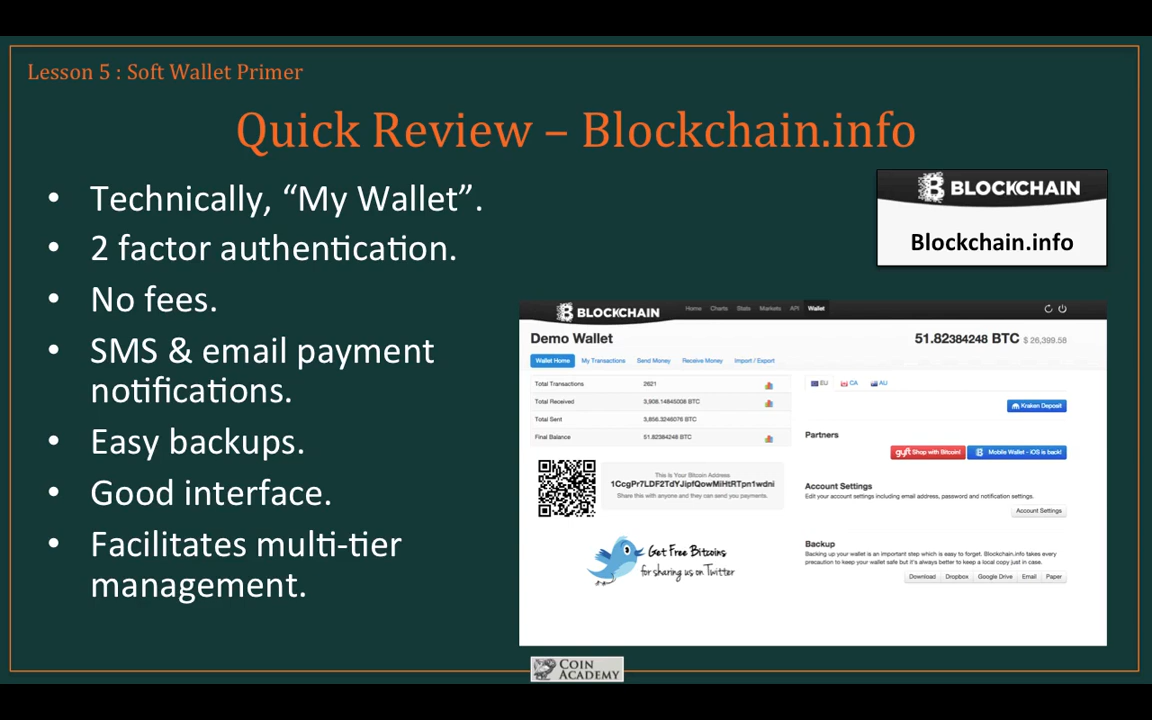 Lesson 5 : Soft Wallet Primer
Quick Review – Blockchain.info
• Technically, “My Wallet”.
• 2 factor authentication.
• No fees.
• SMS & email payment
notifications.
• Easy backups.
• Good interface.
• Facilitates multi-tier
management.
BLOCKCHAIN
Blockchain.info
BLOCKCHAIN Home Charts Stats Markets API Wallet
Demo Wallet
51.82384248 BTC $ 26,399.58
Wallet Home My Transactions Send Money Receive Money Import / Export
Total Transactions 2621
Total Received 3,908.14845008 BTC
Total Sent 3,856.3246076 BTC
Final Balance 51.82384248 BTC
This is Your Bitcoin Address
1CcgPr7LDF2TdYJipfQowMiHtRTpn1wdni
Share this with anyone and they can send you payments.
Get Free Bitcoins
for sharing us on Twitter
EU CA AU
Kraken Deposit
Partners
gyft Shop with Bitcoin! Mobile Wallet - iOS is back!
Account Settings
Edit your account settings including email address, password and notification settings.
Account Settings
Backup
Backing up your wallet is an important step which is easy to forget. Blockchain.info takes every
precaution to keep your wallet safe but it's always better to keep a local copy just in case.
Download Dropbox Google Drive Email Paper
COIN
ACADEMY